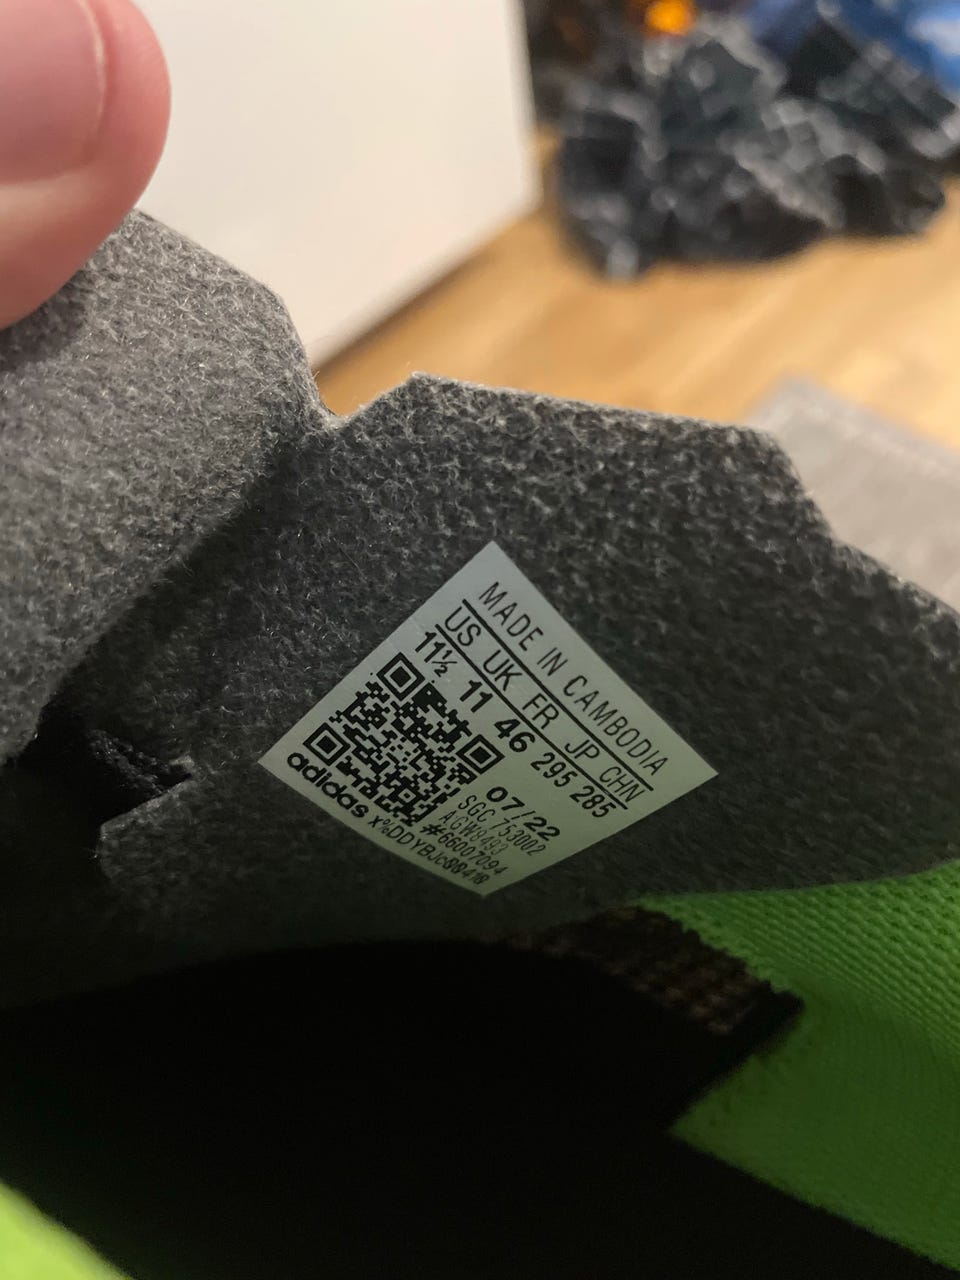 MADE IN CAMBODIA
US UK FR JP CHN
11½ 11 46 295 285
07/22
SGC 753002
AGW8493
#66007094
adidas